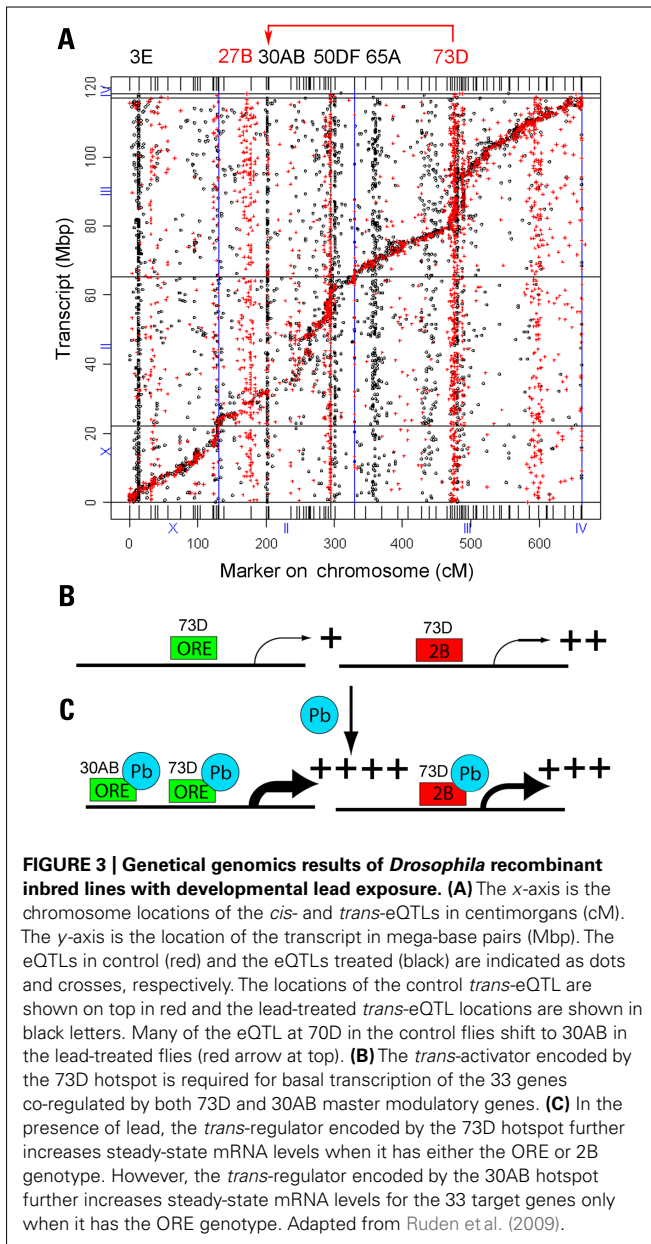 A
3E 27B 30AB 50DF 65A 73D
120
100
80
60
40
20
0
Transcript (Mbp)
IV
III
II
X
0 100 200 300 400 500 600
X II III IV
Marker on chromosome (cM)
B
73D
ORE
+
73D
2B
++
C
Pb
30AB
ORE
Pb
73D
ORE
Pb
++++
73D
2B
Pb
+++
FIGURE 3 | Genetical genomics results of Drosophila recombinant
inbred lines with developmental lead exposure. (A) The x-axis is the
chromosome locations of the cis- and trans-eQTLs in centimorgans (cM).
The y-axis is the location of the transcript in mega-base pairs (Mbp). The
eQTLs in control (red) and the eQTLs treated (black) are indicated as dots
and crosses, respectively. The locations of the control trans-eQTL are
shown on top in red and the lead-treated trans-eQTL locations are shown in
black letters. Many of the eQTL at 70D in the control flies shift to 30AB in
the lead-treated flies (red arrow at top). (B) The trans-activator encoded by
the 73D hotspot is required for basal transcription of the 33 genes
co-regulated by both 73D and 30AB master modulatory genes. (C) In the
presence of lead, the trans-regulator encoded by the 73D hotspot further
increases steady-state mRNA levels when it has either the ORE or 2B
genotype. However, the trans-regulator encoded by the 30AB hotspot
further increases steady-state mRNA levels for the 33 target genes only
when it has the ORE genotype. Adapted from Ruden et al. (2009).